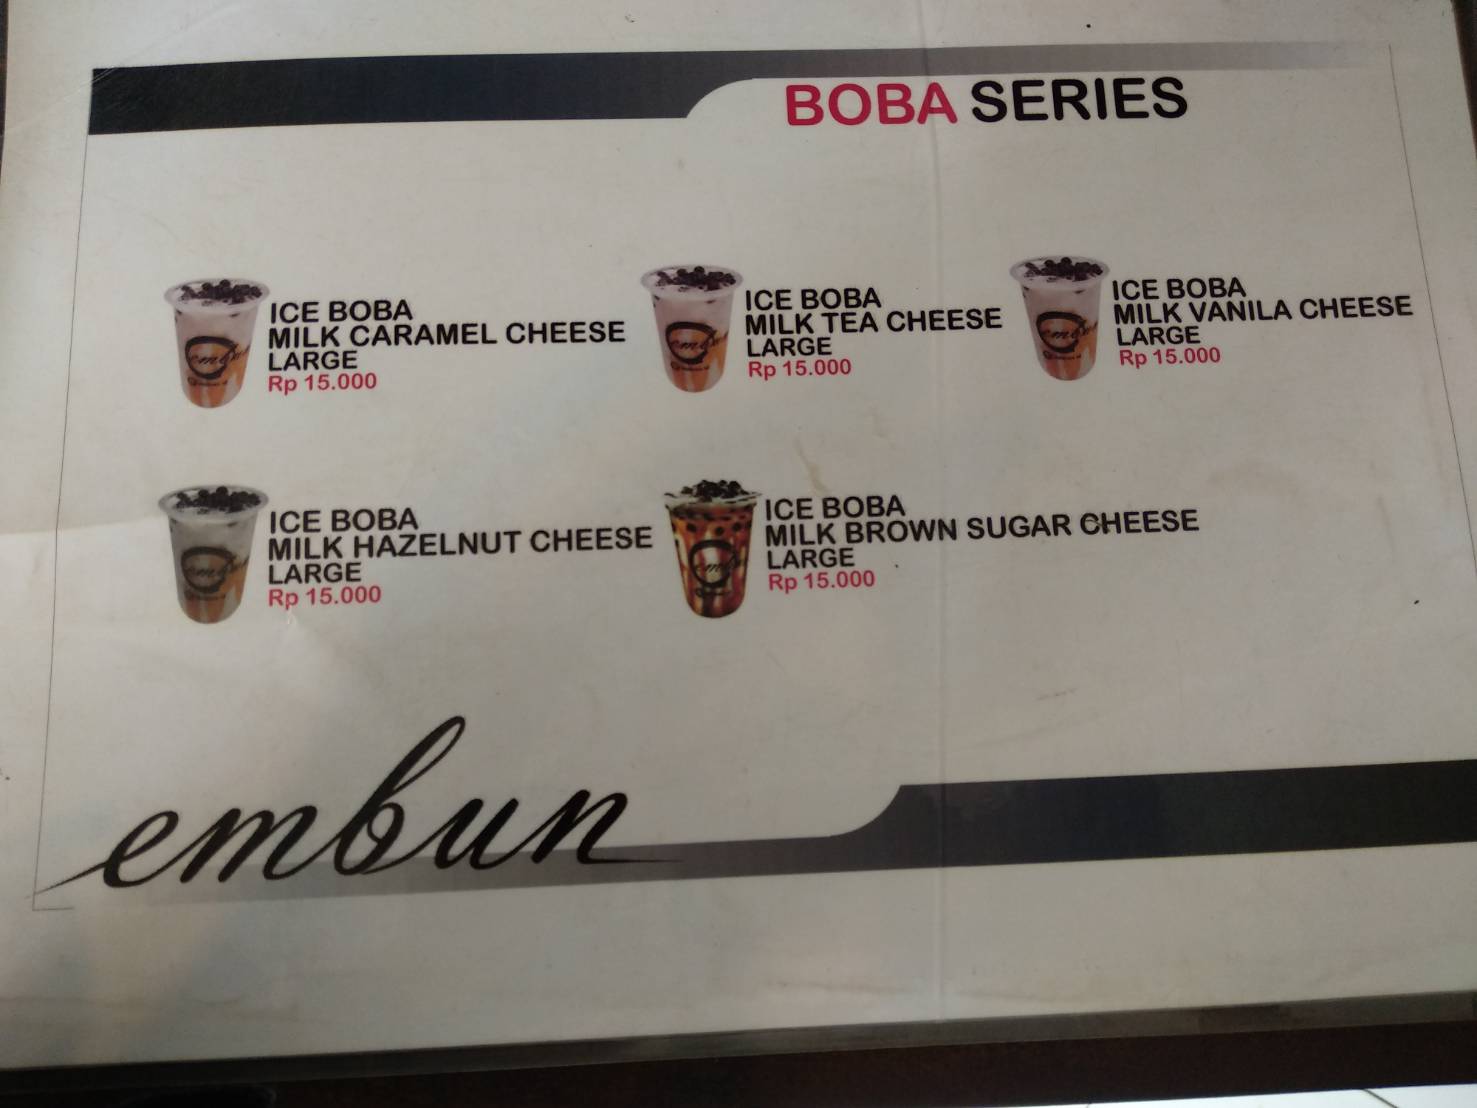 BOBA SERIES
ICE BOBA
MILK CARAMEL CHEESE
LARGE
Rp 15.000
ICE BOBA
MILK TEA CHEESE
LARGE
Rp 15.000
ICE BOBA
MILK VANILA CHEESE
LARGE
Rp 15.000
ICE BOBA
MILK HAZELNUT CHEESE
LARGE
Rp 15.000
ICE BOBA
MILK BROWN SUGAR CHEESE
LARGE
Rp 15.000
embun